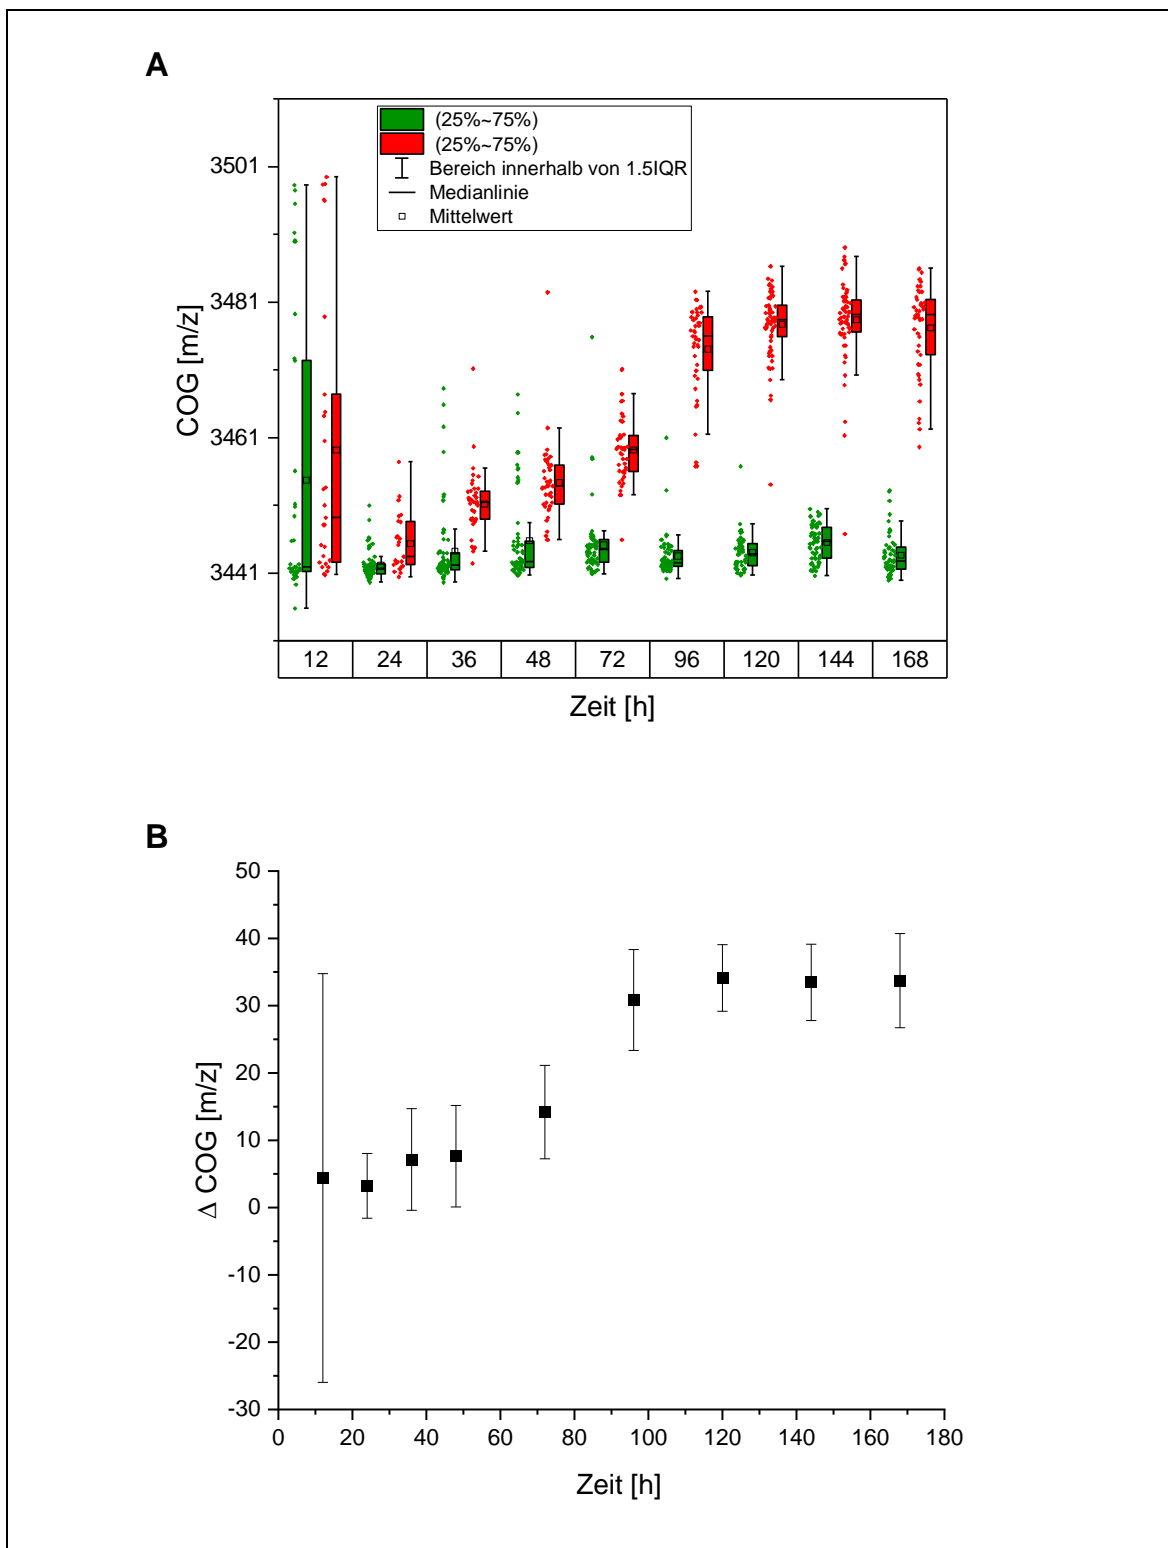 A
(25%~75%)
(25%~75%)
Bereich innerhalb von 1.5IQR
Medianlinie
Mittelwert
3501
3481
3461
3441
COG [m/z]
12 24 36 48 72 96 120 144 168
Zeit [h]
B
50
40
30
20
10
0
-10
-20
-30
Δ COG [m/z]
0 20 40 60 80 100 120 140 160 180
Zeit [h]